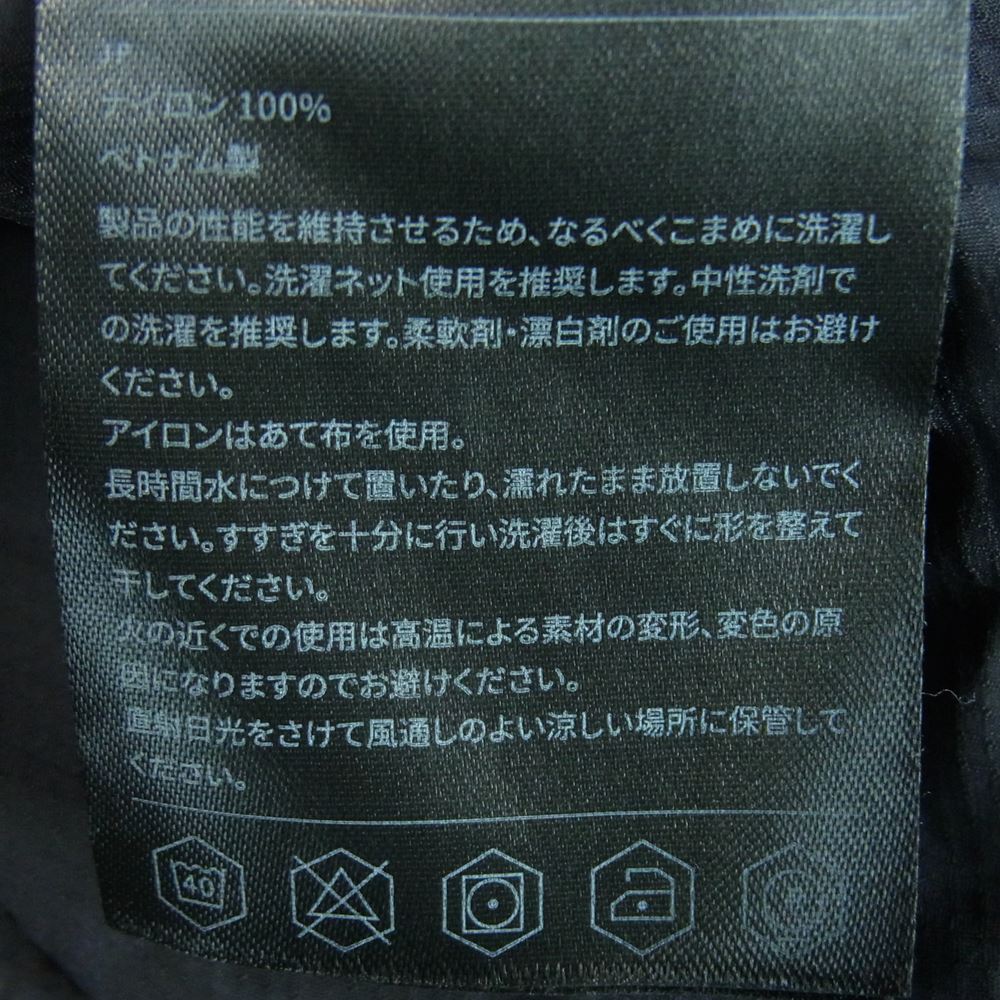 JP
ナイロン 100%
ベトナム製
製品の性能を維持させるため、なるべくこまめに洗濯し
てください。洗濯ネット使用を推奨します。中性洗剤で
の洗濯を推奨します。柔軟剤・漂白剤のご使用はお避け
ください。
アイロンはあて布を使用。
長時間水につけて置いたり、濡れたまま放置しないでく
ださい。すすぎを十分に行い洗濯後はすぐに形を整えて
干してください。
火の近くでの使用は高温による素材の変形、変色の原
因になりますのでお避けください。
直射日光をさけて風通しのよい涼しい場所に保管して
ください。
40